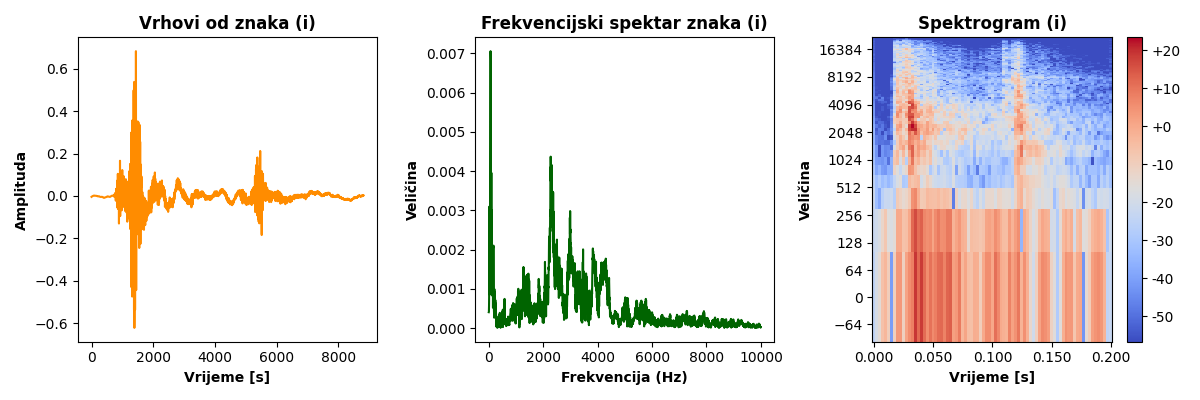 Vrhovi od znaka (i)
Amplituda
0.6
0.4
0.2
0.0
−0.2
−0.4
−0.6
0 2000 4000 6000 8000
Vrijeme [s]
Frekvencijski spektar znaka (i)
Veličina
0.007
0.006
0.005
0.004
0.003
0.002
0.001
0.000
0 2000 4000 6000 8000 10000
Frekvencija (Hz)
Spektrogram (i)
Veličina
16384
8192
4096
2048
1024
512
256
128
64
0
−64
0.000 0.050 0.100 0.150 0.200
Vrijeme [s]
+20
+10
+0
-10
-20
-30
-40
-50